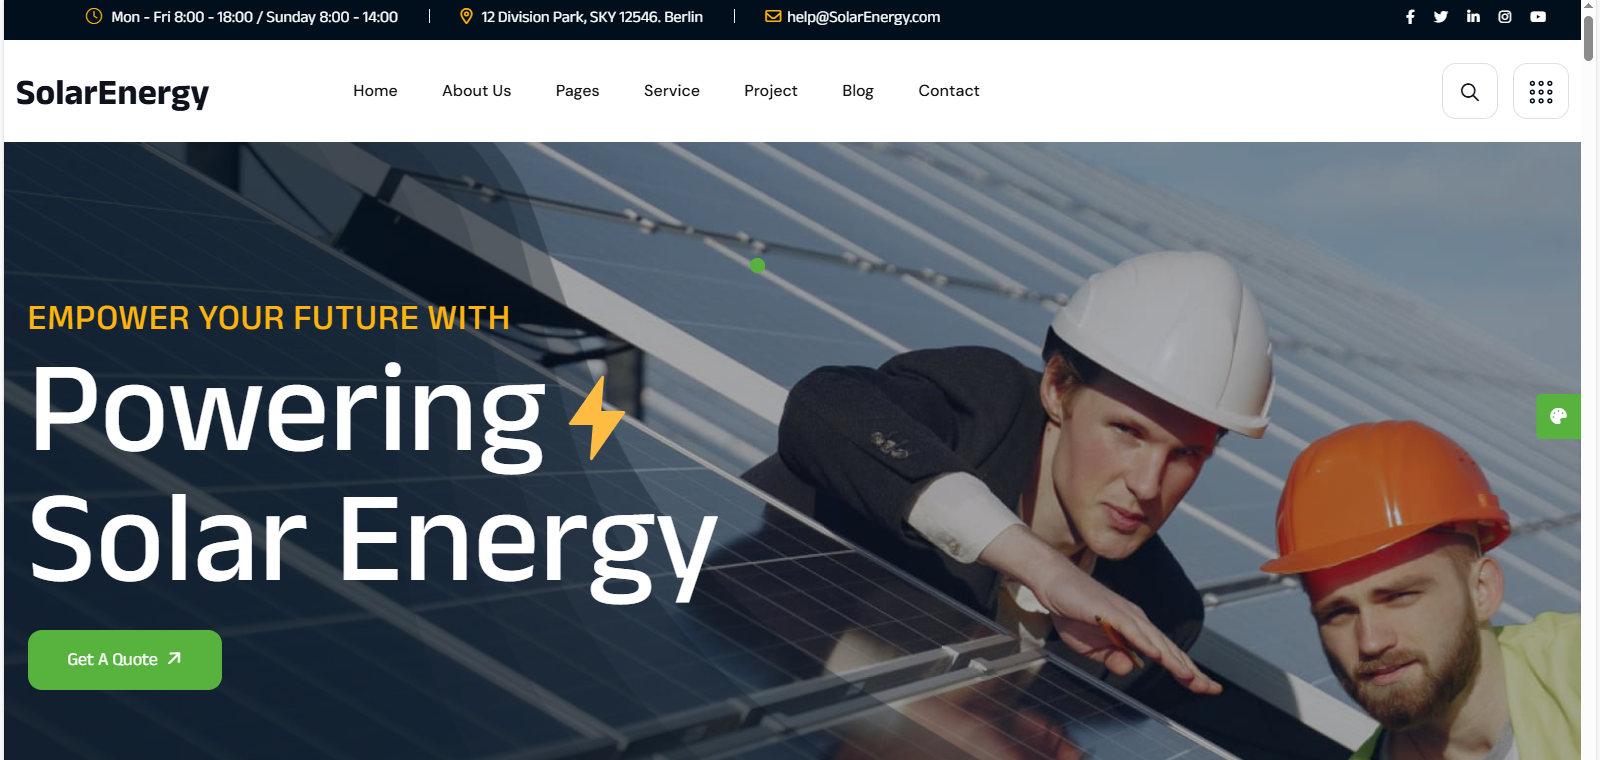 Mon - Fri 8:00 - 18:00 / Sunday 8:00 - 14:00
12 Division Park, SKY 12546. Berlin
help@SolarEnergy.com
SolarEnergy
Home
About Us
Pages
Service
Project
Blog
Contact
EMPOWER YOUR FUTURE WITH
Powering
Solar Energy
Get A Quote